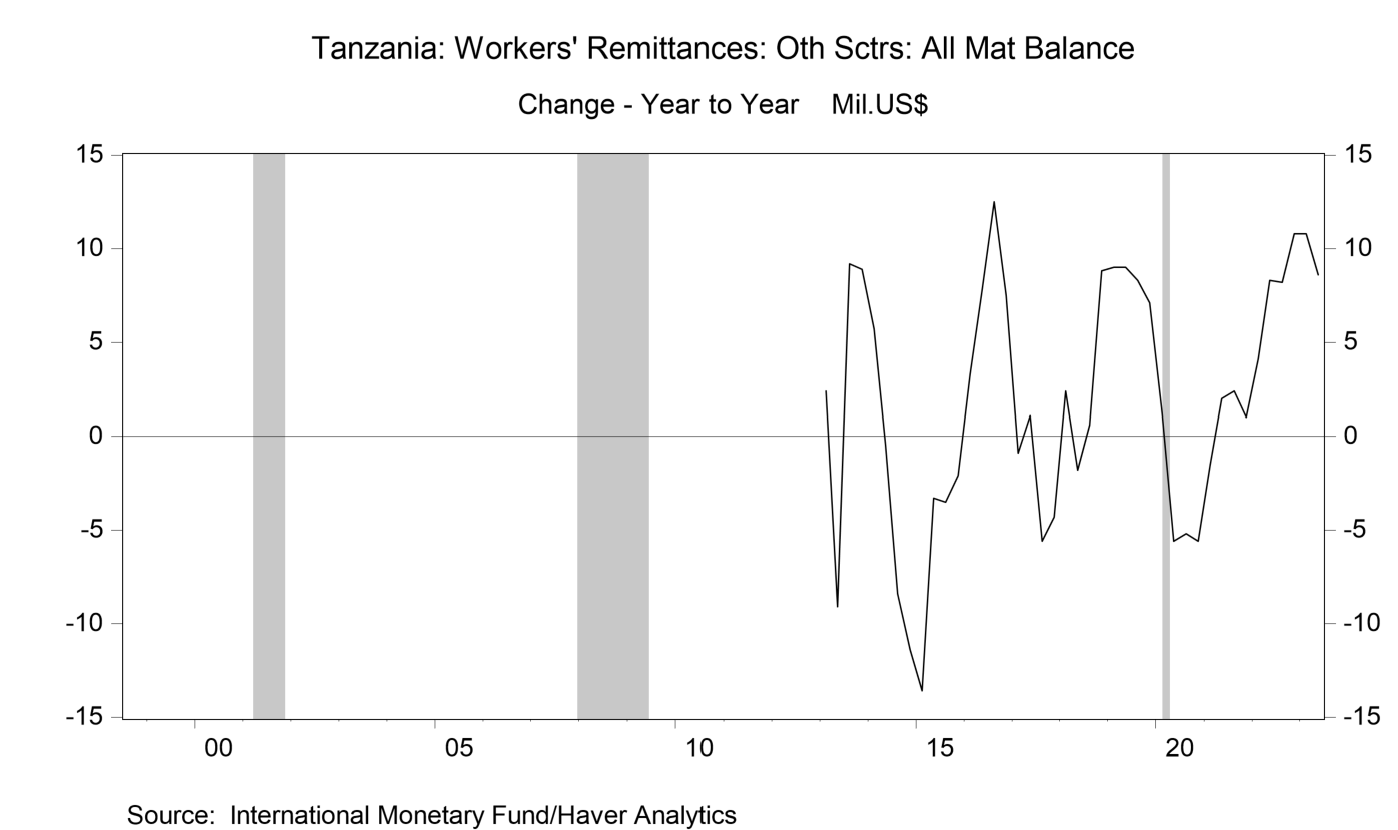 Tanzania: Workers' Remittances: Oth Sctrs: All Mat Balance
Change - Year to Year Mil.US$
15 15
10 10
5 5
0 0
-5 -5
-10 -10
-15 -15
00 05 10 15 20
Source: International Monetary Fund/Haver Analytics